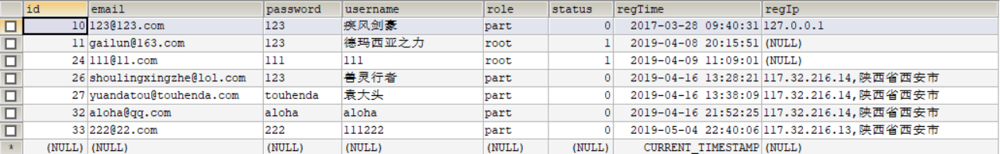 id email password username role status regTime regIp
10 123@123.com 123 疾风剑豪 part 0 2017-03-28 09:40:31 127.0.0.1
11 gailun@163.com 123 德玛西亚之力 root 1 2019-04-08 20:15:51 (NULL)
24 111@11.com 111 111 root 1 2019-04-09 11:09:01 (NULL)
26 shoulingxingzhe@lol.com 123 兽灵行者 part 0 2019-04-16 13:28:21 117.32.216.14,陕西省西安市
27 yuandatou@touhenda.com touhenda 袁大头 part 0 2019-04-16 13:38:09 117.32.216.14,陕西省西安市
32 aloha@qq.com aloha aloha part 0 2019-04-16 21:52:25 117.32.216.14,陕西省西安市
33 222@22.com 222 111222 part 0 2019-05-04 22:40:06 117.32.216.13,陕西省西安市
* (NULL) (NULL) (NULL) (NULL) (NULL) (NULL) CURRENT_TIMESTAMP (NULL)